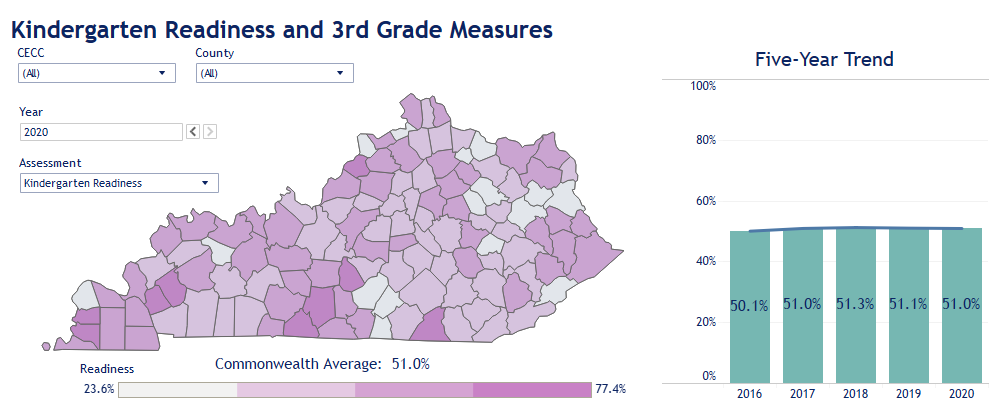 Kindergarten Readiness and 3rd Grade Measures
CECC
County
(All)
(All)
Year
2020
Assessment
Kindergarten Readiness
Readiness
Commonwealth Average: 51.0%
23.6%
77.4%
Five-Year Trend
100%
80%
60%
40%
20%
0%
50.1%
51.0%
51.3%
51.1%
51.0%
2016
2017
2018
2019
2020